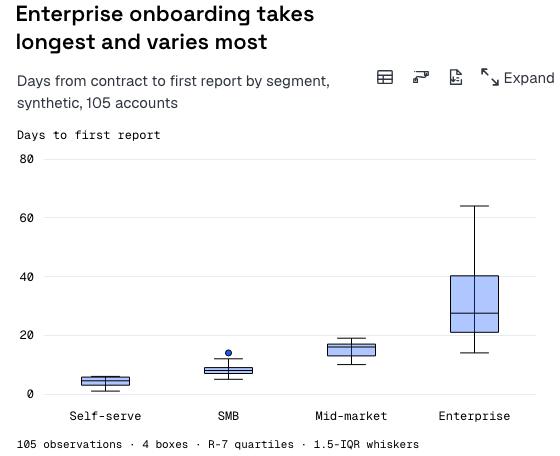 Enterprise onboarding takes
longest and varies most
Days from contract to first report by segment,
synthetic, 105 accounts
Expand
Days to first report
80
60
40
20
0
Self-serve SMB Mid-market Enterprise
105 observations · 4 boxes · R-7 quartiles · 1.5-IQR whiskers